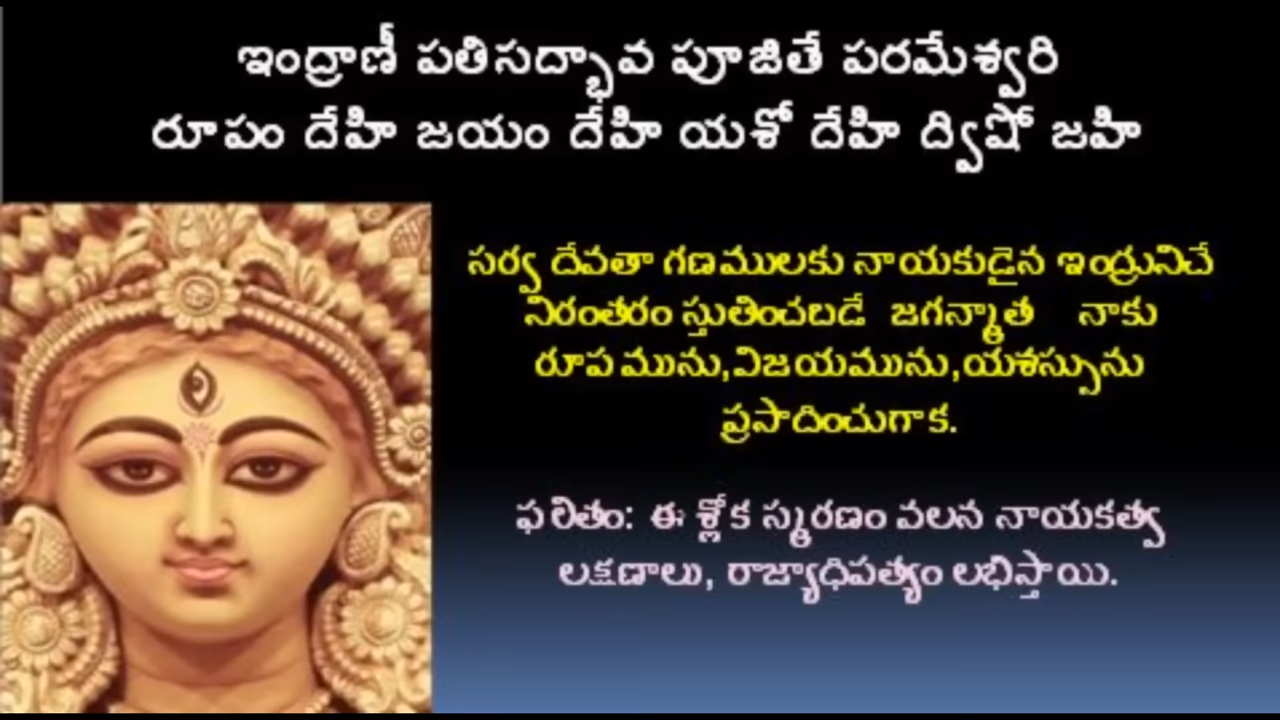 ఇంద్రాణీ పతిసద్భావ పూజితే పరమేశ్వరి
రూపం దేహి జయం దేహి యశో దేహి ద్విషో జహి
సర్వ దేవతా గణములకు నాయకుడైన ఇంద్రునిచే
నిరంతరం స్తుతించబడే జగన్మాత నాకు
రూపమును,విజయమును,యశస్సును
ప్రసాదించుగాక.
ఫలితం: ఈ శ్లోక స్మరణం వలన నాయకత్వ
లక్షణాలు, రాజ్యాధిపత్యం లభిస్తాయి.